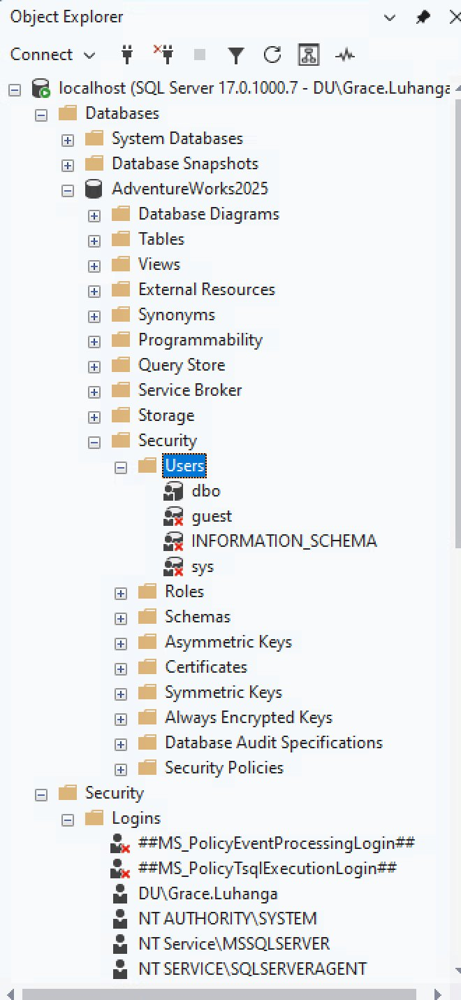 Object Explorer
Connect
localhost (SQL Server 17.0.1000.7 - DU\Grace.Luhanga
Databases
System Databases
Database Snapshots
AdventureWorks2025
Database Diagrams
Tables
Views
External Resources
Synonyms
Programmability
Query Store
Service Broker
Storage
Security
Users
dbo
guest
INFORMATION_SCHEMA
sys
Roles
Schemas
Asymmetric Keys
Certificates
Symmetric Keys
Always Encrypted Keys
Database Audit Specifications
Security Policies
Security
Logins
##MS_PolicyEventProcessingLogin##
##MS_PolicyTsqlExecutionLogin##
DU\Grace.Luhanga
NT AUTHORITY\SYSTEM
NT Service\MSSQLSERVER
NT SERVICE\SQLSERVERAGENT